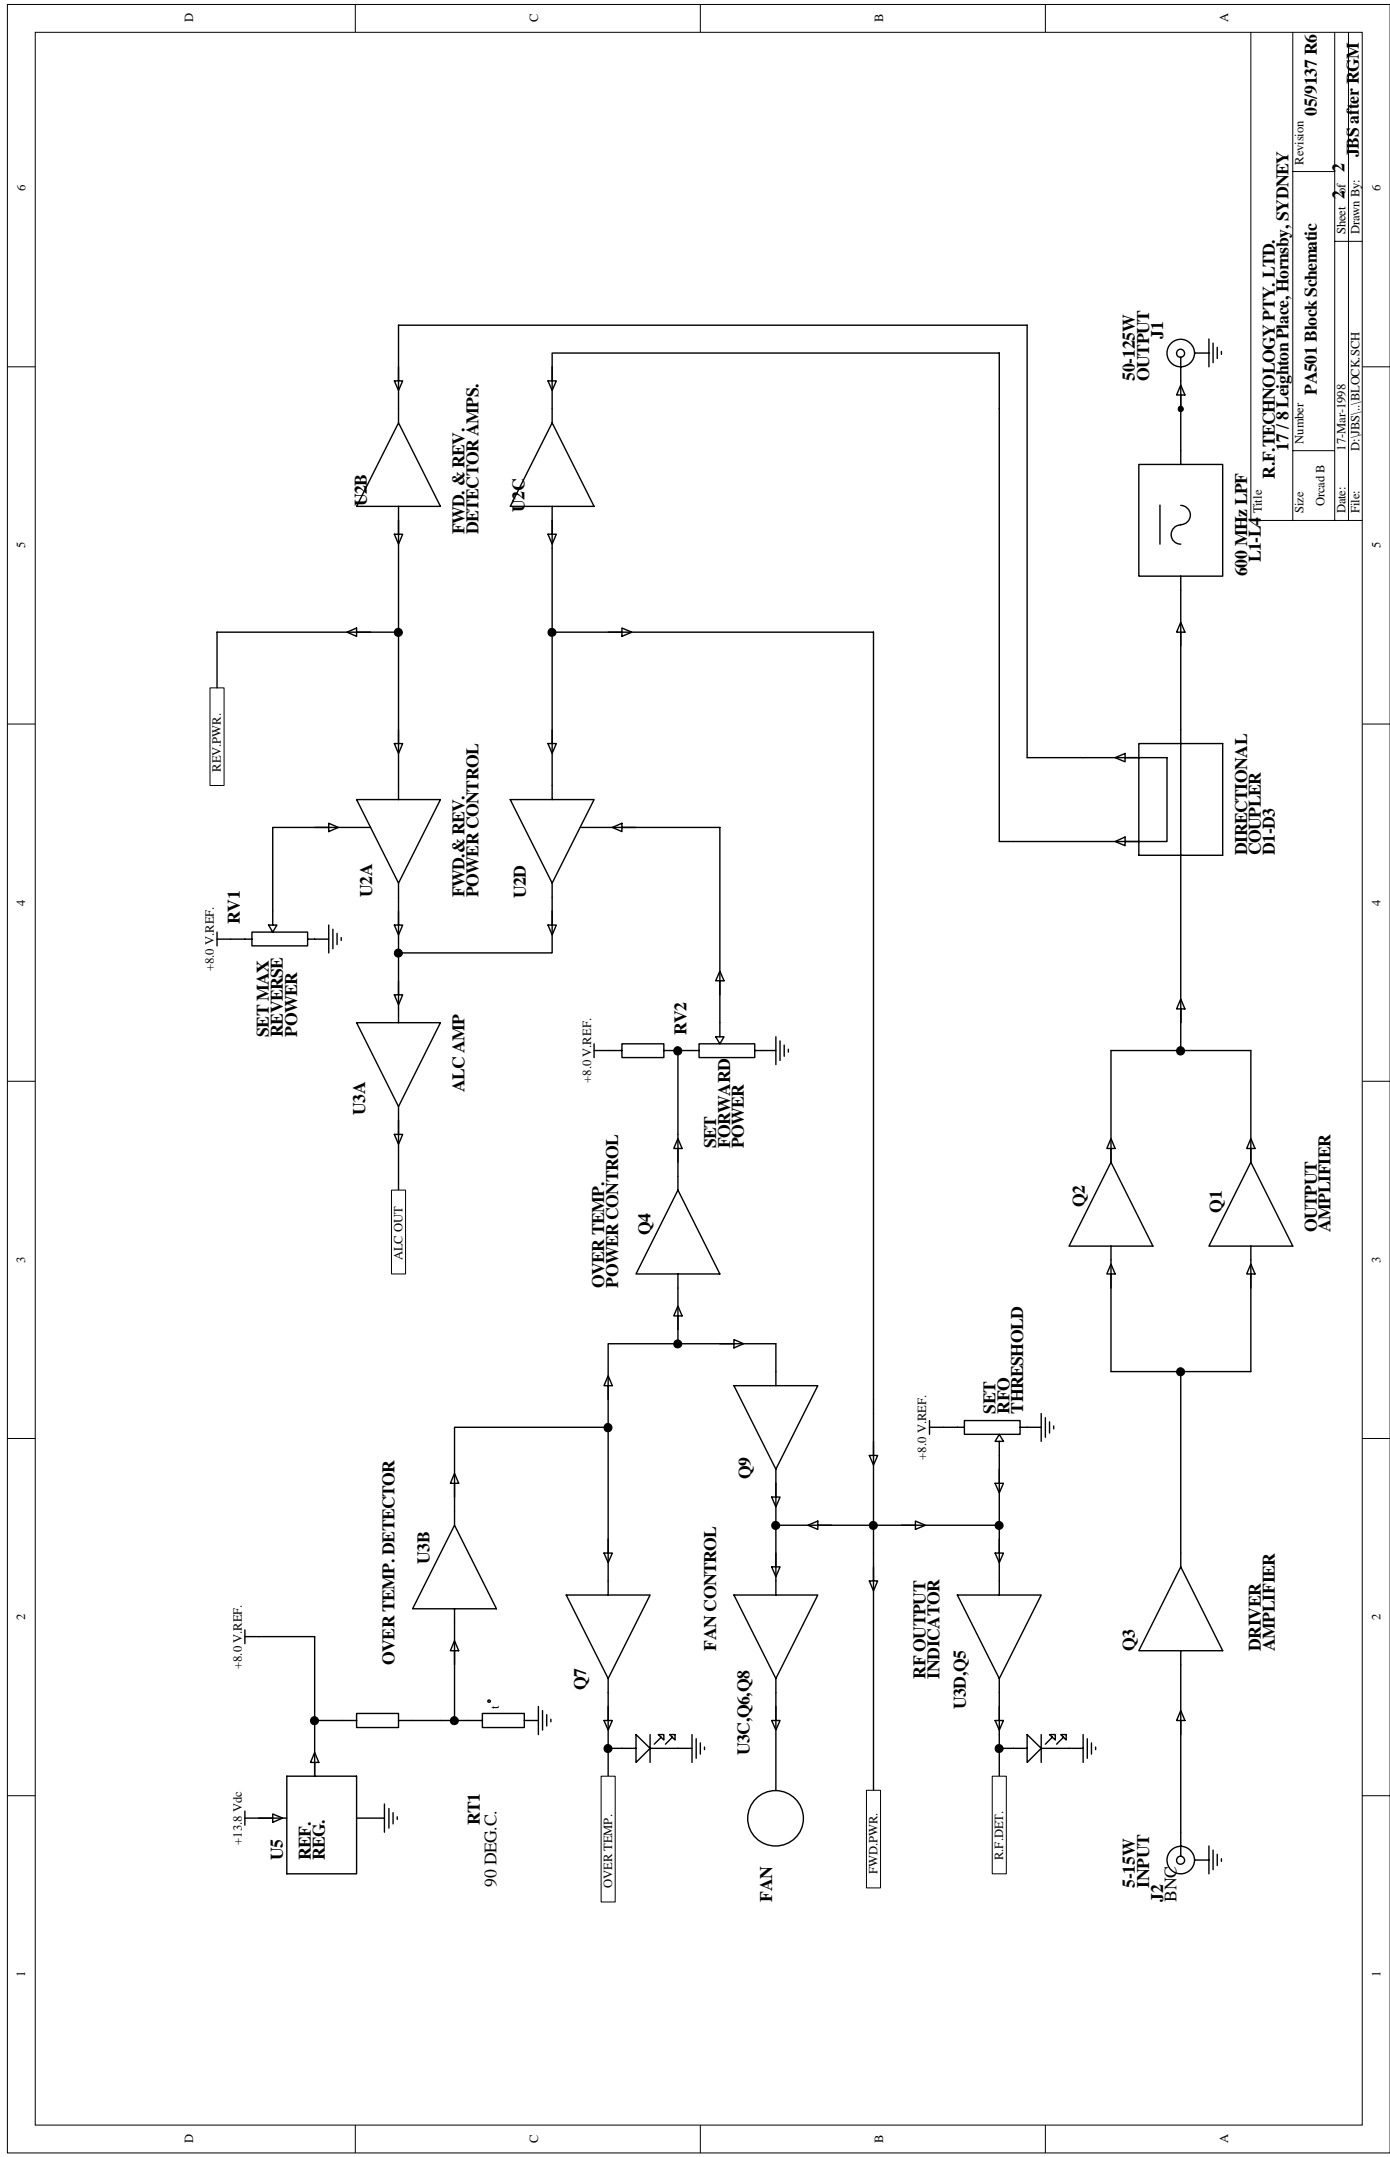 1
2
3
4
5
6
D
C
B
A
+13.8 Vdc
U5
REF.
REG.
+8.0 V.REF.
RT1
90 DEG.C.
t°
OVER TEMP. DETECTOR
U3B
OVER TEMP.
Q7
FAN
U3C,Q6,Q8
FAN CONTROL
Q9
OVER TEMP.
POWER CONTROL
Q4
FWD.PWR.
R.F.DET.
RF OUTPUT
INDICATOR
U3D,Q5
+8.0 V.REF.
SET
RFO
THRESHOLD
ALC OUT
U3A
ALC AMP
+8.0 V.REF.
RV1
SET MAX
REVERSE
POWER
+8.0 V.REF.
RV2
SET
FORWARD
POWER
U2A
FWD.& REV.
POWER CONTROL
U2D
REV.PWR.
U2B
FWD. & REV.
DETECTOR AMPS.
U2C
5-15W
INPUT
J2
BNC
Q3
DRIVER
AMPLIFIER
Q2
Q1
OUTPUT
AMPLIFIER
DIRECTIONAL
COUPLER
D1-D3
600 MHz LPF
L1-L4
50-125W
OUTPUT
J1
Title
R.F.TECHNOLOGY PTY. LTD.
17 / 8 Leighton Place, Hornsby, SYDNEY
Size
Orcad B
Number
PA501 Block Schematic
Revision
05/9137 R6
Date:
17-Mar-1998
Sheet 2 of 2
File:
D:\JBS\..\BLOCK.SCH
Drawn By:
JBS after RGM
1
2
3
4
5
6
D
C
B
A